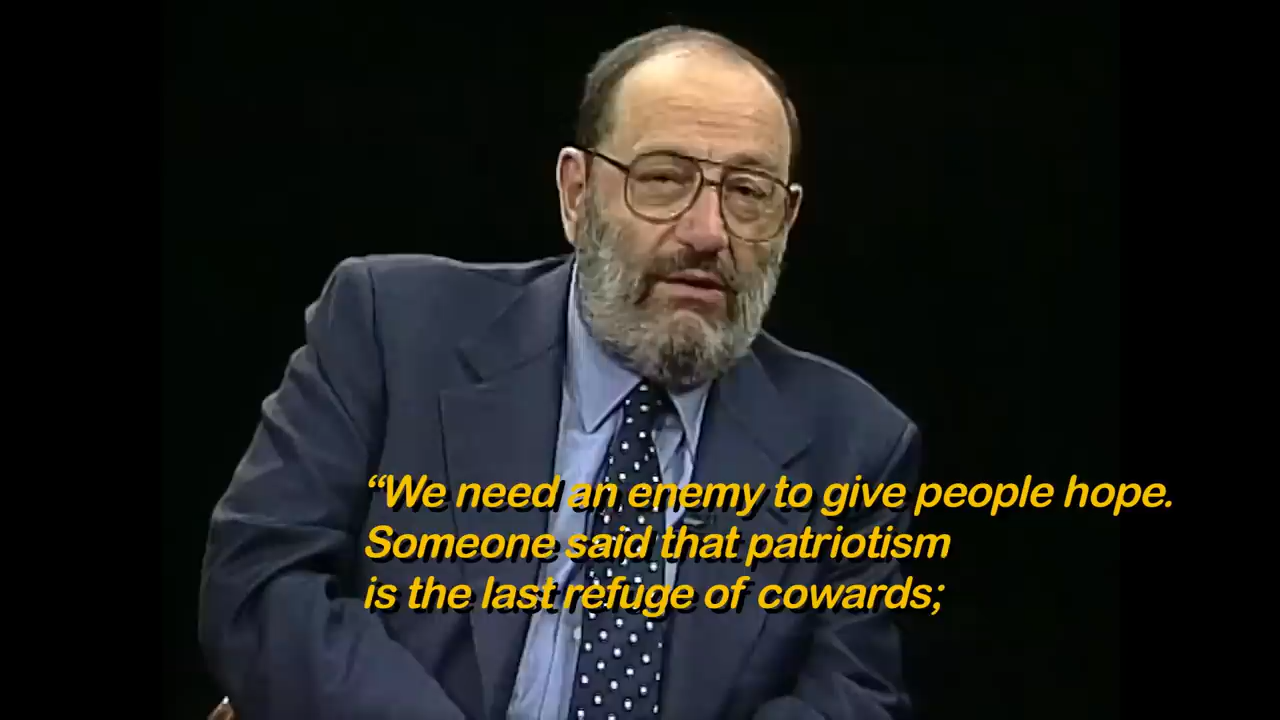 “We need an enemy to give people hope.
Someone said that patriotism
is the last refuge of cowards;